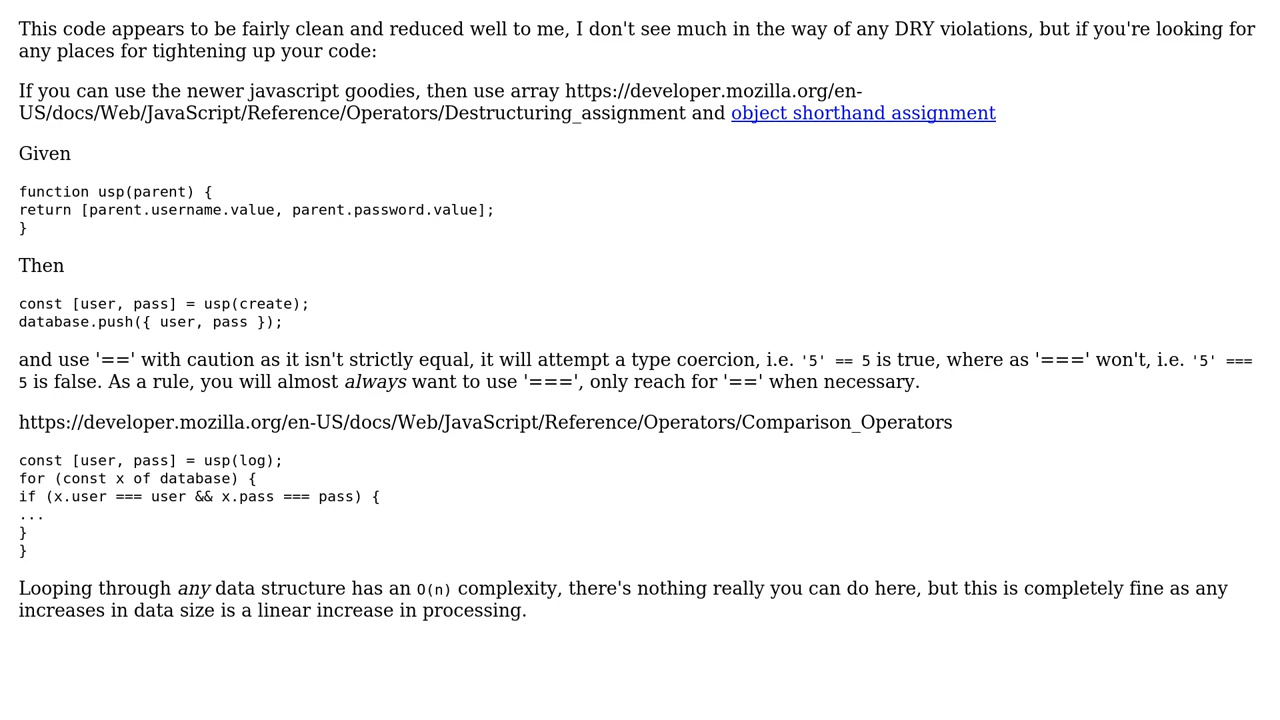 This code appears to be fairly clean and reduced well to me, I don't see much in the way of any DRY violations, but if you're looking for
any places for tightening up your code:
If you can use the newer javascript goodies, then use array https://developer.mozilla.org/en-
US/docs/Web/JavaScript/Reference/Operators/Destructuring_assignment and object shorthand assignment
Given
function usp(parent) {
return [parent.username.value, parent.password.value];
}
Then
const [user, pass] = usp(create);
database.push({ user, pass });
and use '==' with caution as it isn't strictly equal, it will attempt a type coercion, i.e. '5' == 5 is true, where as '===' won't, i.e. '5' ===
5 is false. As a rule, you will almost always want to use '===', only reach for '==' when necessary.
https://developer.mozilla.org/en-US/docs/Web/JavaScript/Reference/Operators/Comparison_Operators
const [user, pass] = usp(log);
for (const x of database) {
if (x.user === user && x.pass === pass) {
...
}
}
Looping through any data structure has an O(n) complexity, there's nothing really you can do here, but this is completely fine as any
increases in data size is a linear increase in processing.